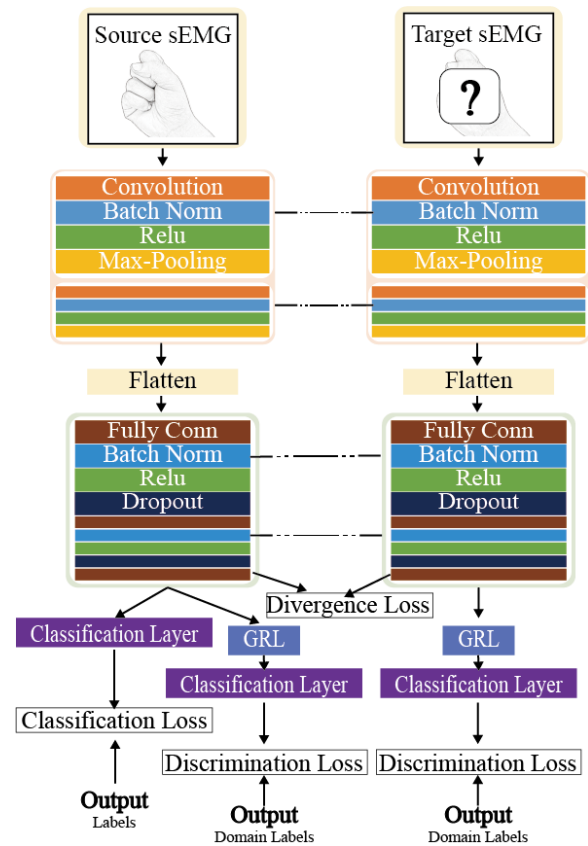 Source sEMG
Target sEMG
?
Convolution
Batch Norm
Relu
Max-Pooling
Convolution
Batch Norm
Relu
Max-Pooling
Flatten
Flatten
Fully Conn
Batch Norm
Relu
Dropout
Fully Conn
Batch Norm
Relu
Dropout
Divergence Loss
Classification Layer
GRL
GRL
Classification Layer
Classification Layer
Classification Loss
Discrimination Loss
Discrimination Loss
Output
Labels
Output
Domain Labels
Output
Domain Labels